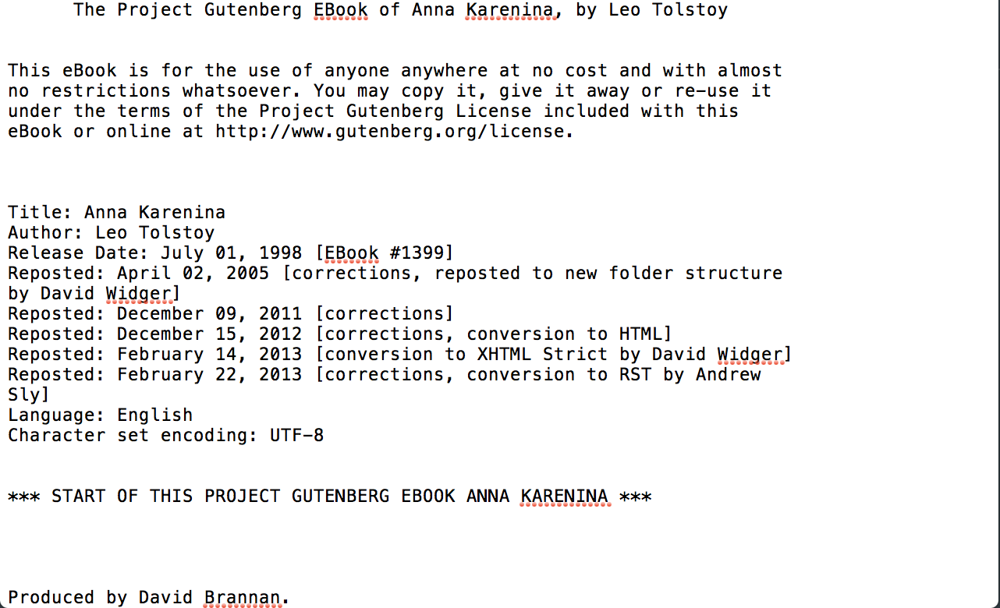 The Project Gutenberg EBook of Anna Karenina, by Leo Tolstoy
This eBook is for the use of anyone anywhere at no cost and with almost
no restrictions whatsoever. You may copy it, give it away or re-use it
under the terms of the Project Gutenberg License included with this
eBook or online at http://www.gutenberg.org/license.
Title: Anna Karenina
Author: Leo Tolstoy
Release Date: July 01, 1998 [EBook #1399]
Reposted: April 02, 2005 [corrections, reposted to new folder structure
by David Widger]
Reposted: December 09, 2011 [corrections]
Reposted: December 15, 2012 [corrections, conversion to HTML]
Reposted: February 14, 2013 [conversion to XHTML Strict by David Widger]
Reposted: February 22, 2013 [corrections, conversion to RST by Andrew
Sly]
Language: English
Character set encoding: UTF-8
*** START OF THIS PROJECT GUTENBERG EBOOK ANNA KARENINA ***
Produced by David Brannan.